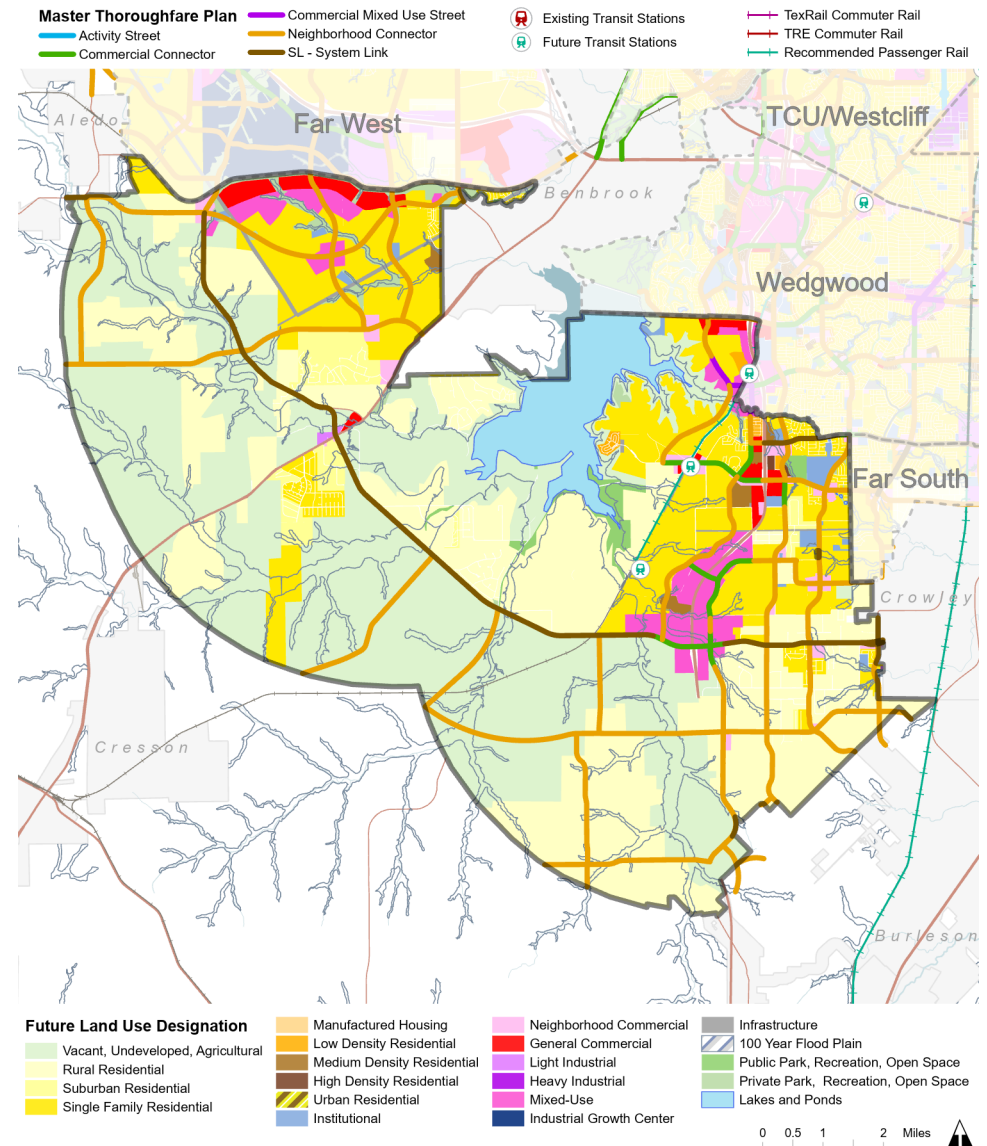 Master Thoroughfare Plan
Activity Street
Commercial Connector
Commercial Mixed Use Street
Neighborhood Connector
SL - System Link
Existing Transit Stations
Future Transit Stations
TexRail Commuter Rail
TRE Commuter Rail
Recommended Passenger Rail
Aledo
Far West
TCU/Westcliff
Benbrook
Wedgwood
Far South
Crowley
Cresson
Burleson
Future Land Use Designation
Vacant, Undeveloped, Agricultural
Rural Residential
Suburban Residential
Single Family Residential
Manufactured Housing
Low Density Residential
Medium Density Residential
High Density Residential
Urban Residential
Institutional
Neighborhood Commercial
General Commercial
Light Industrial
Heavy Industrial
Mixed-Use
Industrial Growth Center
Infrastructure
100 Year Flood Plain
Public Park, Recreation, Open Space
Private Park, Recreation, Open Space
Lakes and Ponds
0 0.5 1 2 Miles